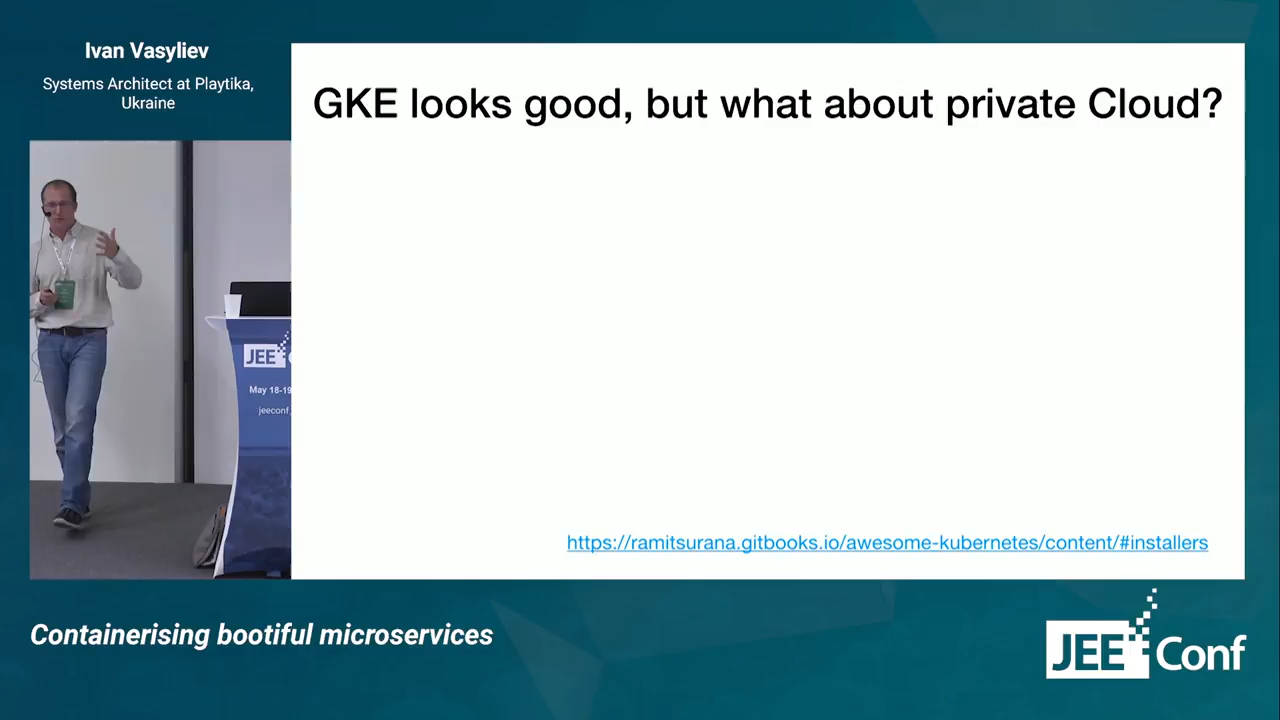 Ivan Vasyliev
Systems Architect at Playtika,
Ukraine
GKE looks good, but what about private Cloud?
JEE
May 18-19
jeeconf
https://ramitsurana.gitbooks.io/awesome-kubernetes/content/#installers
Containerising bootiful microservices
JEE Conf